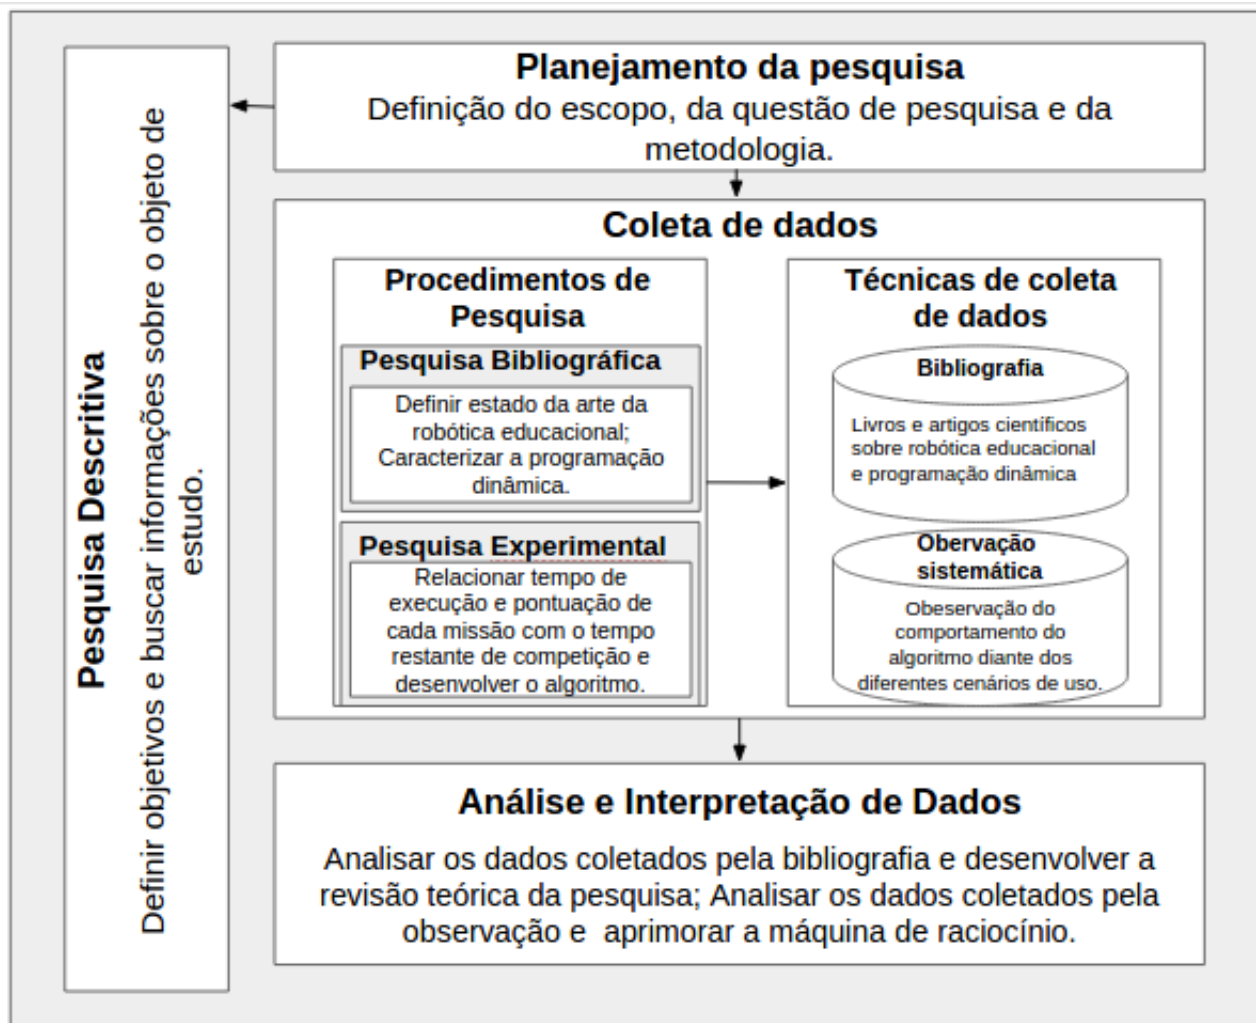 Pesquisa Descritiva
Definir objetivos e buscar informações sobre o objeto de
estudo.
Planejamento da pesquisa
Definição do escopo, da questão de pesquisa e da
metodologia.
Coleta de dados
Procedimentos de
Pesquisa
Pesquisa Bibliográfica
Definir estado da arte da
robótica educacional;
Caracterizar a programação
dinâmica.
Pesquisa Experimental
Relacionar tempo de
execução e pontuação de
cada missão com o tempo
restante de competição e
desenvolver o algoritmo.
Técnicas de coleta
de dados
Bibliografia
Livros e artigos científicos
sobre robótica educacional
e programação dinâmica
Obervação
sistemática
Obeservação do
comportamento do
algoritmo diante dos
diferentes cenários de uso.
Análise e Interpretação de Dados
Analisar os dados coletados pela bibliografia e desenvolver a
revisão teórica da pesquisa; Analisar os dados coletados pela
observação e  aprimorar a máquina de raciocínio.